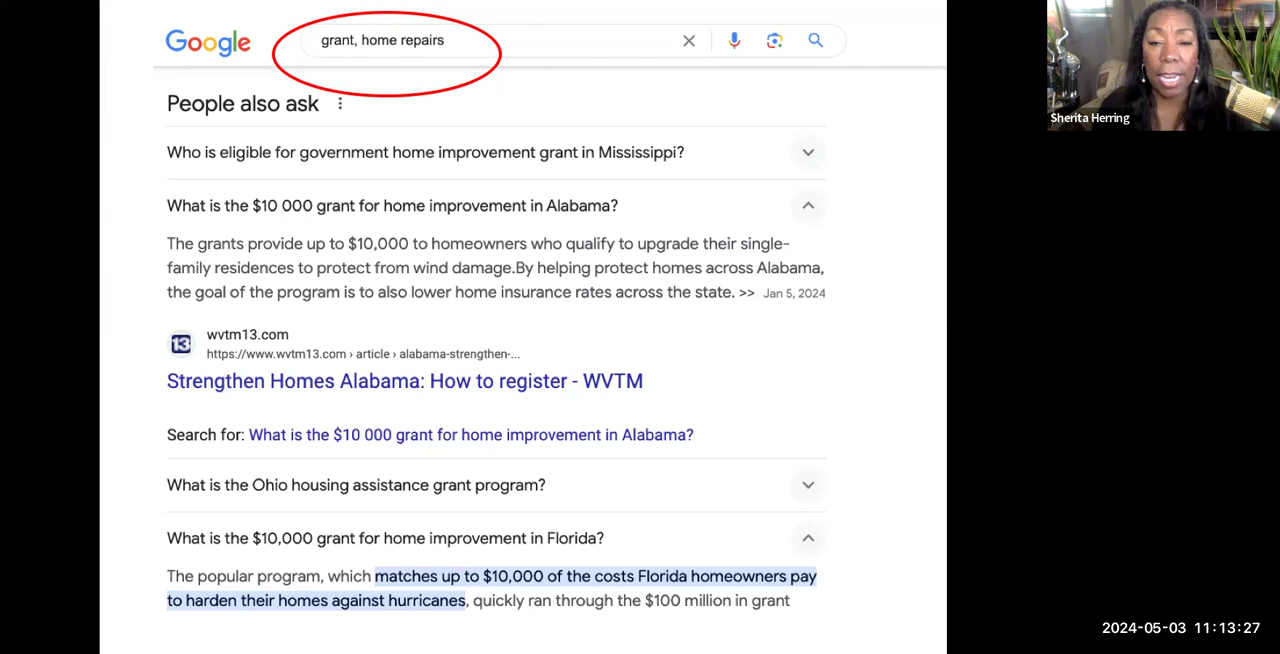 Google
grant, home repairs
People also ask
Who is eligible for government home improvement grant in Mississippi?
What is the $10 000 grant for home improvement in Alabama?
The grants provide up to $10,000 to homeowners who qualify to upgrade their single-
family residences to protect from wind damage.By helping protect homes across Alabama,
the goal of the program is to also lower home insurance rates across the state. >> Jan 5, 2024
13
wvtm13.com
https://www.wvtm13.com › article › alabama-strengthen-...
Strengthen Homes Alabama: How to register - WVTM
Search for: What is the $10 000 grant for home improvement in Alabama?
What is the Ohio housing assistance grant program?
What is the $10,000 grant for home improvement in Florida?
The popular program, which matches up to $10,000 of the costs Florida homeowners pay
to harden their homes against hurricanes, quickly ran through the $100 million in grant
Sherita Herring
2024-05-03 11:13:27